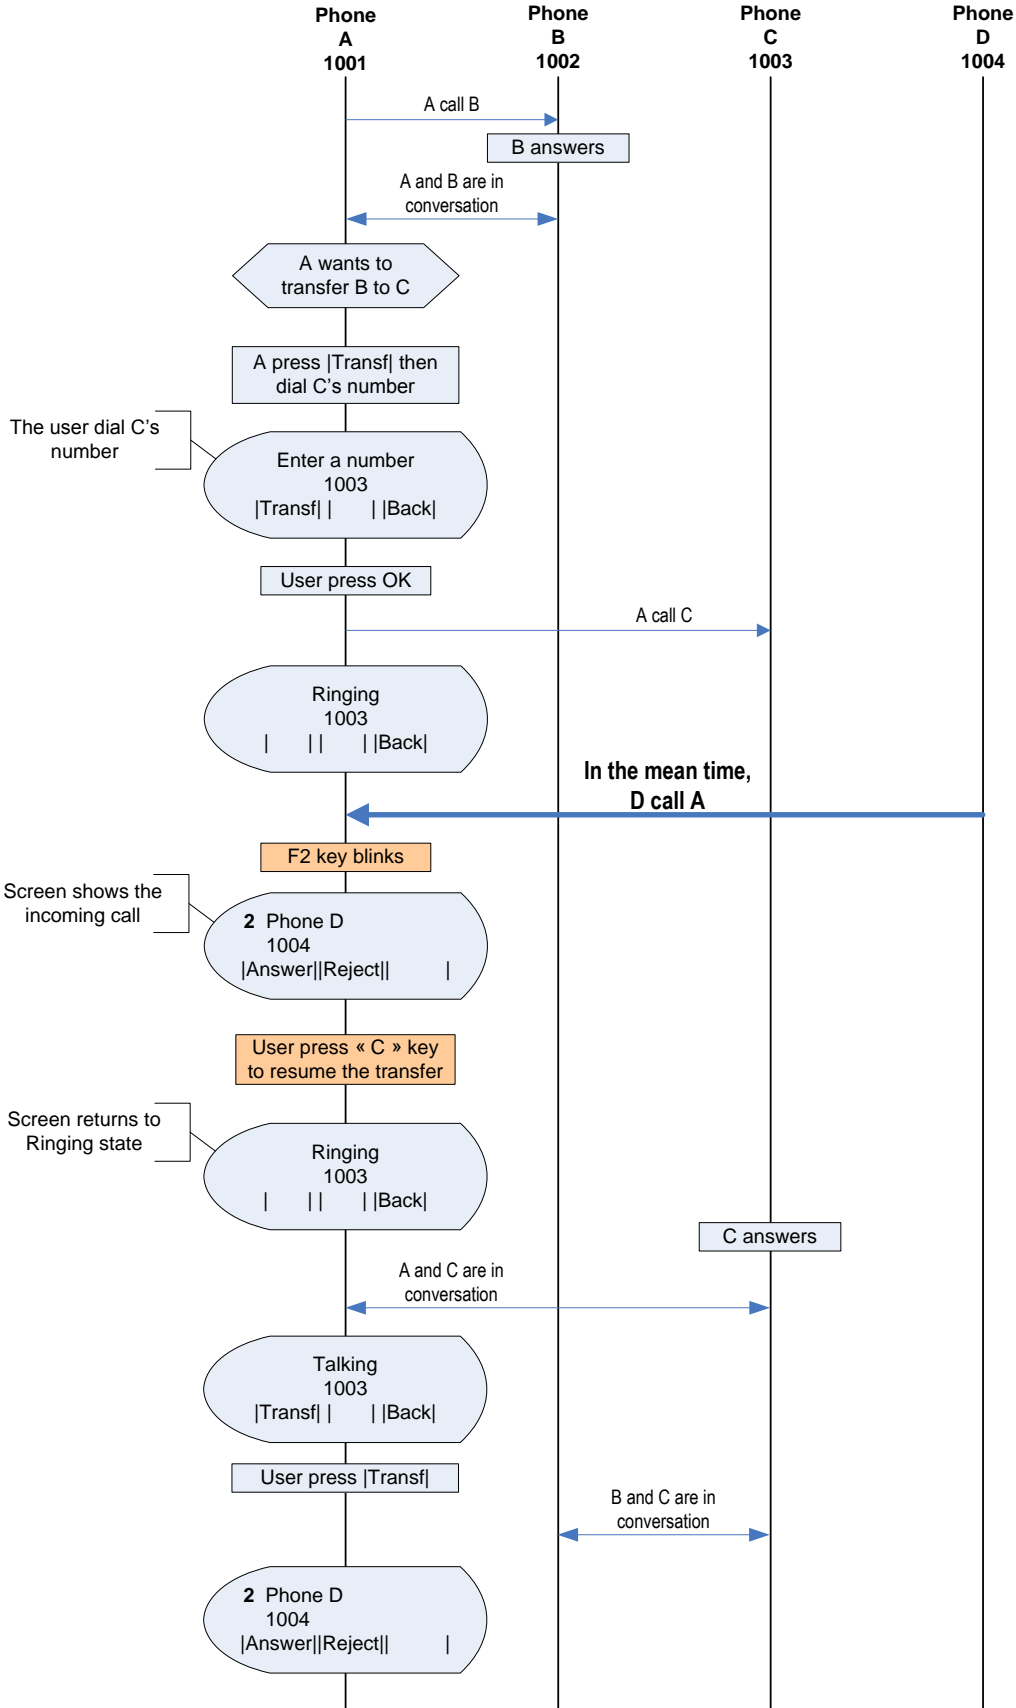 Phone
A
1001
Phone
B
1002
Phone
C
1003
Phone
D
1004
A call B
B answers
A and B are in
conversation
A wants to
transfer B to C
A press |Transf| then
dial C's number
The user dial C's
number
Enter a number
1003
|Transf| | | |Back|
User press OK
A call C
Ringing
1003
| | | | |Back|
In the mean time,
D call A
F2 key blinks
Screen shows the
incoming call
2 Phone D
1004
|Answer||Reject|| |
User press « C » key
to resume the transfer
Screen returns to
Ringing state
Ringing
1003
| | | | |Back|
C answers
A and C are in
conversation
Talking
1003
|Transf| | | |Back|
User press |Transf|
B and C are in
conversation
2 Phone D
1004
|Answer||Reject|| |